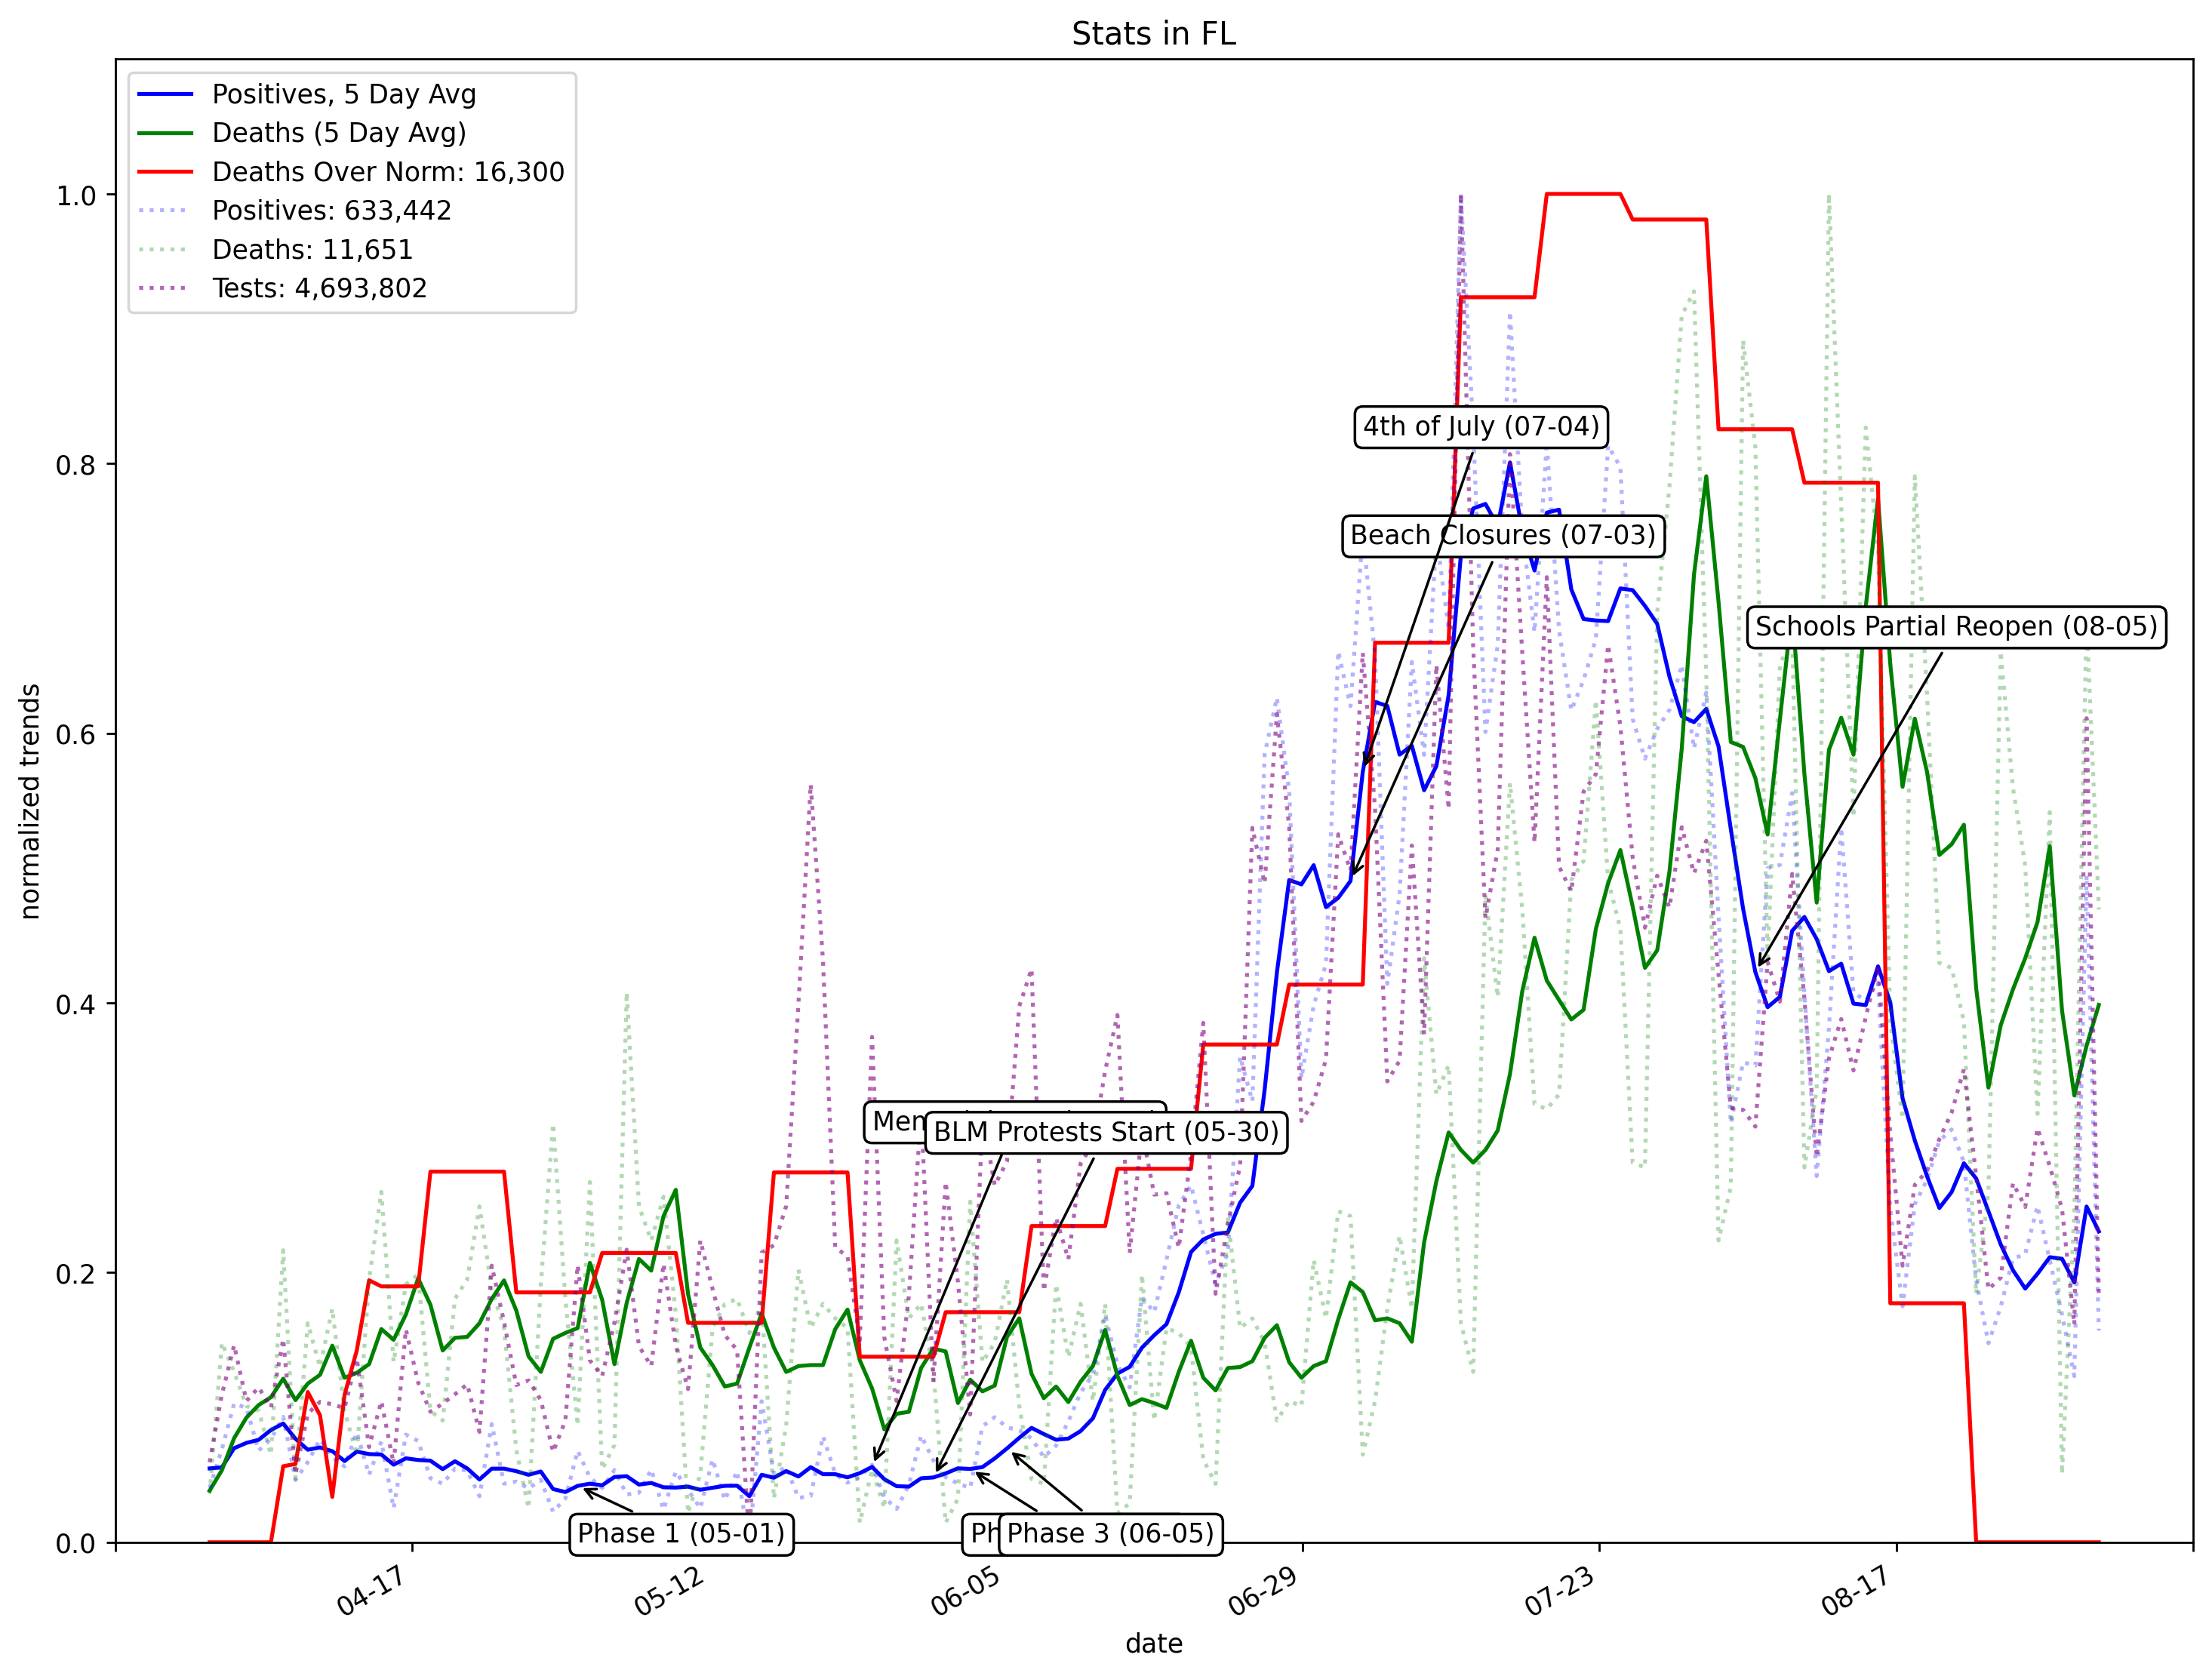 Stats in FL
Positives, 5 Day Avg
Deaths (5 Day Avg)
Deaths Over Norm: 16,300
Positives: 633,442
Deaths: 11,651
Tests: 4,693,802
1.0
0.8
0.6
0.4
0.2
0.0
normalized trends
4th of July (07-04)
Beach Closures (07-03)
Schools Partial Reopen (08-05)
BLM Protests Start (05-30)
Phase 1 (05-01)
Phase 3 (06-05)
04-17
05-12
06-05
06-29
07-23
08-17
date